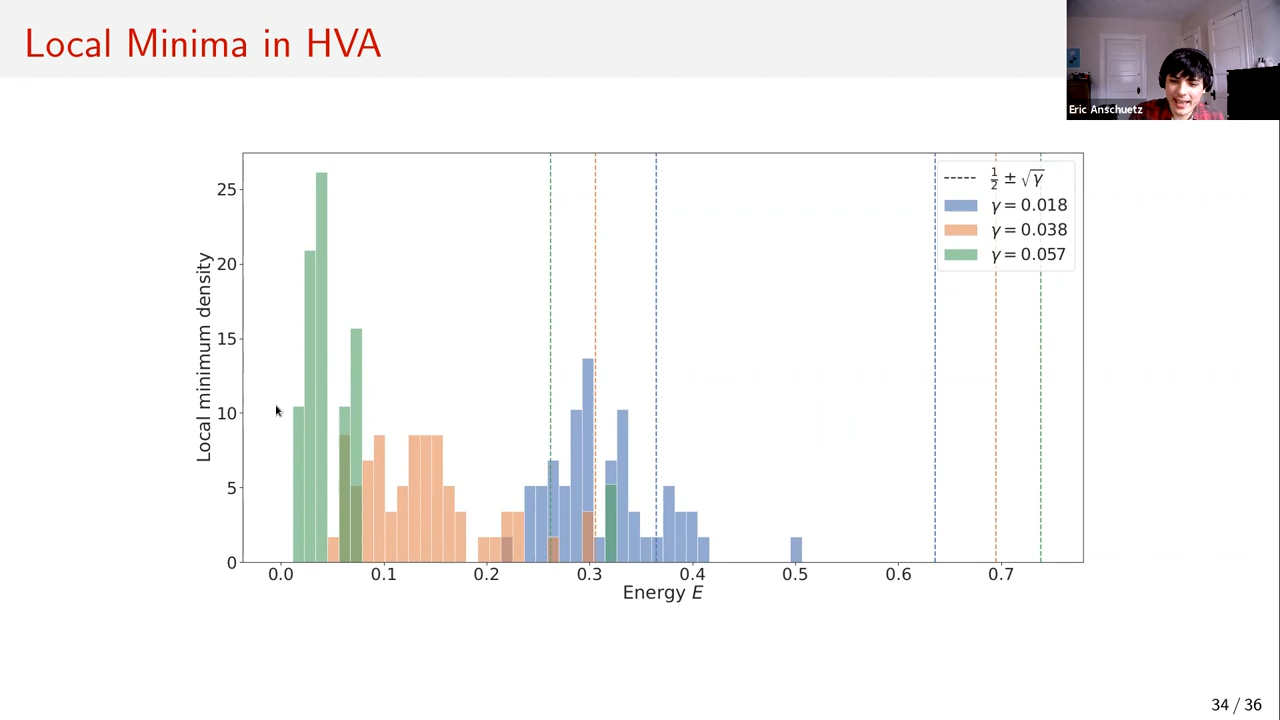 Local Minima in HVA
Eric Anschuetz
Local minimum density
25
20
15
10
5
0
1/2 ± √γ
γ = 0.018
γ = 0.038
γ = 0.057
0.0 0.1 0.2 0.3 0.4 0.5 0.6 0.7
Energy E
34 / 36